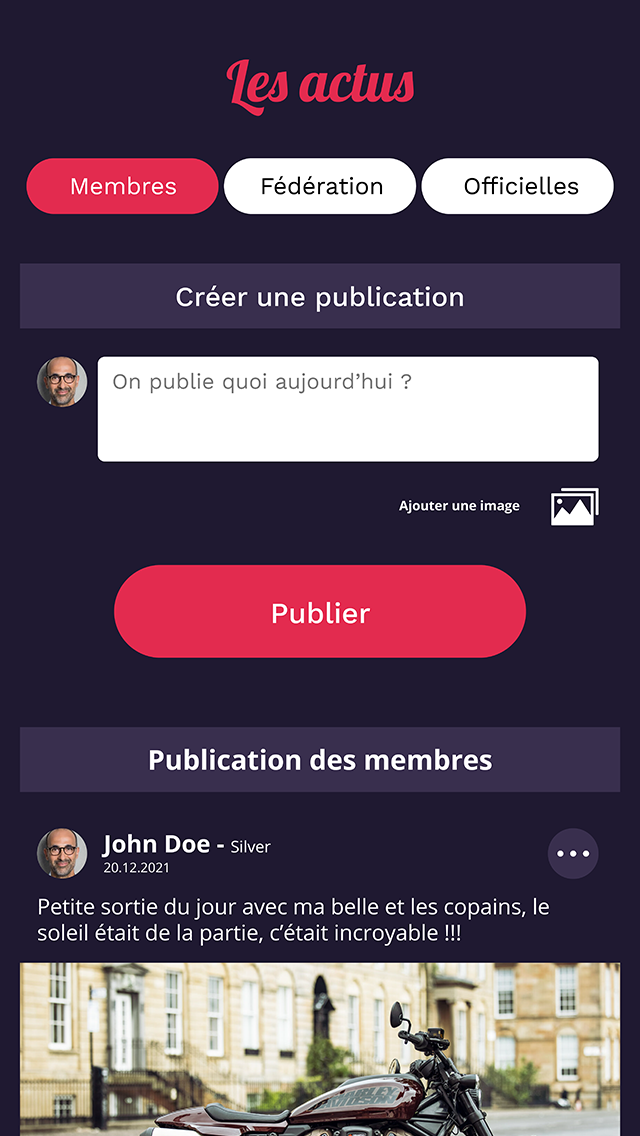 Les actus
Membres
Fédération
Officielles
Créer une publication
On publie quoi aujourd’hui ?
Ajouter une image
Publier
Publication des membres
John Doe - Silver
20.12.2021
Petite sortie du jour avec ma belle et les copains, le
soleil était de la partie, c’était incroyable !!!